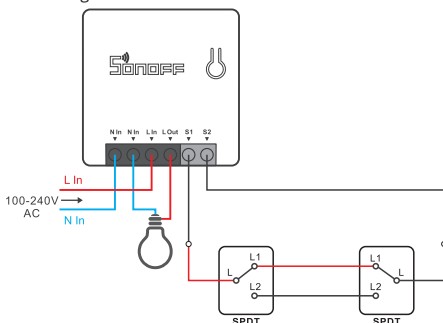 SonoFF
N In N In L In L Out S1 S2
L In
100-240V
AC
N In
L1 L1
L L
L2 L2
SPDT SPDT